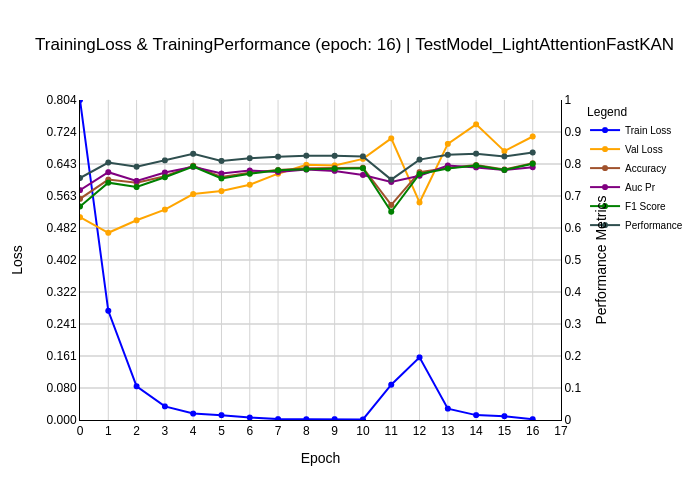 TrainingLoss & TrainingPerformance (epoch: 16) | TestModel_LightAttentionFastKAN
0.804
0.724
0.643
0.563
0.482
0.402
0.322
0.241
0.161
0.080
0.000
Loss
0 1 2 3 4 5 6 7 8 9 10 11 12 13 14 15 16 17
Epoch
1
0.9
0.8
0.7
0.6
0.5
0.4
0.3
0.2
0.1
0
Performance Metrics
Legend
Train Loss
Val Loss
Accuracy
Auc Pr
F1 Score
Performance